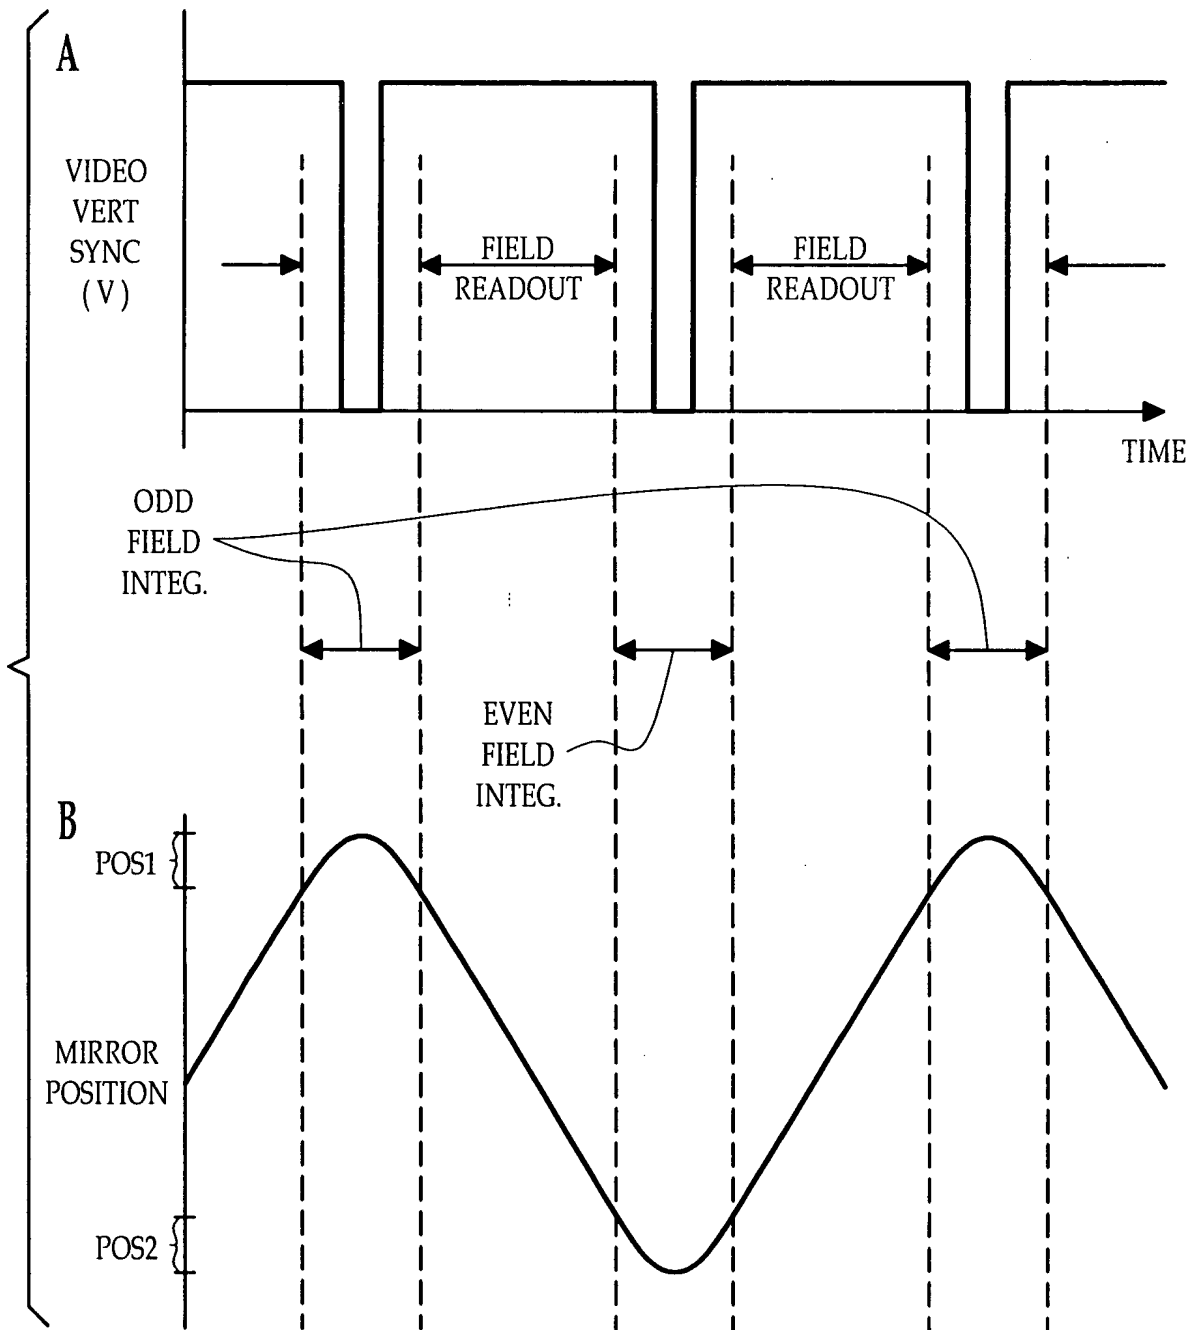 A
VIDEO
VERT
SYNC
(V)
FIELD
READOUT
FIELD
READOUT
TIME
ODD
FIELD
INTEG.
EVEN
FIELD
INTEG.
B
POS1
MIRROR
POSITION
POS2